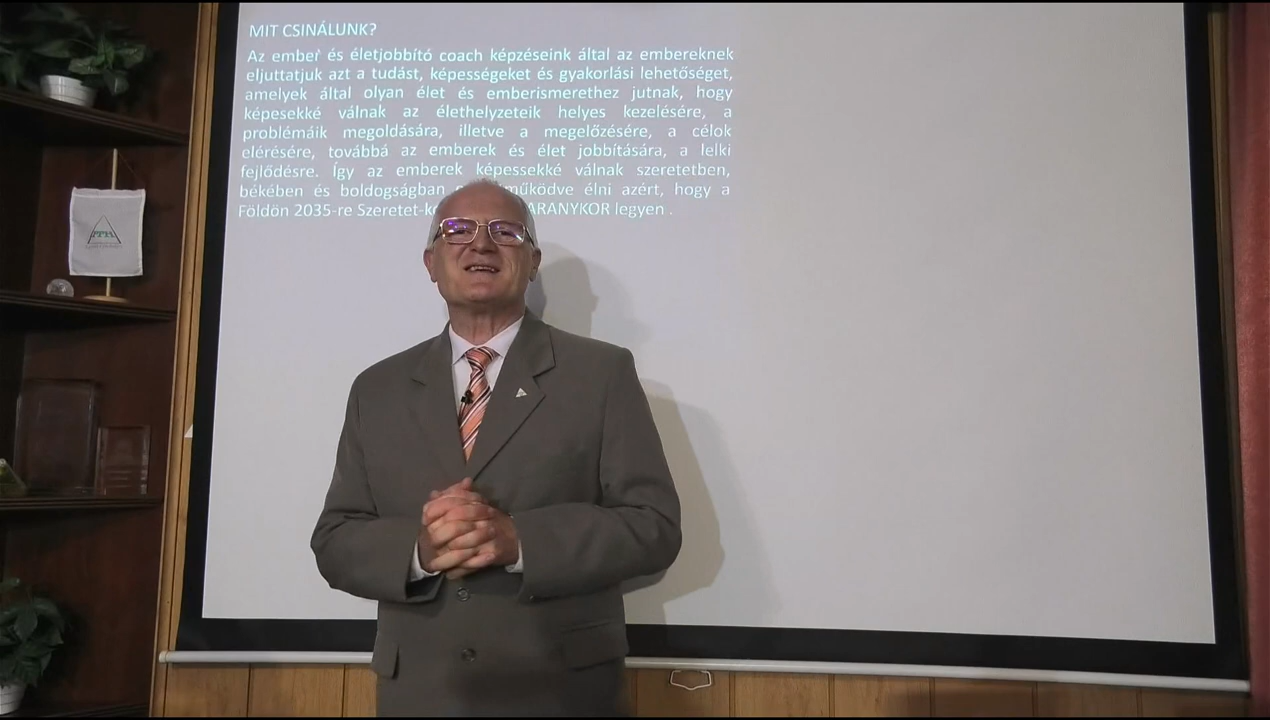 MIT CSINÁLUNK?
Az ember és életjobbító coach képzéseink által az embereknek
eljuttatjuk azt a tudást, képességeket és gyakorlási lehetőséget,
amelyek által olyan élet és emberismerethez jutnak, hogy
képesekké válnak az élethelyzeteik helyes kezelésére, a
problémáik megoldására, illetve a megelőzésére, a célok
elérésére, továbbá az emberek és élet jobbítására, a lelki
fejlődésre. Így az emberek képessekké válnak szeretetben,
békében és boldogságban működve élni azért, hogy a
Földön 2035-re ARANYKOR legyen .